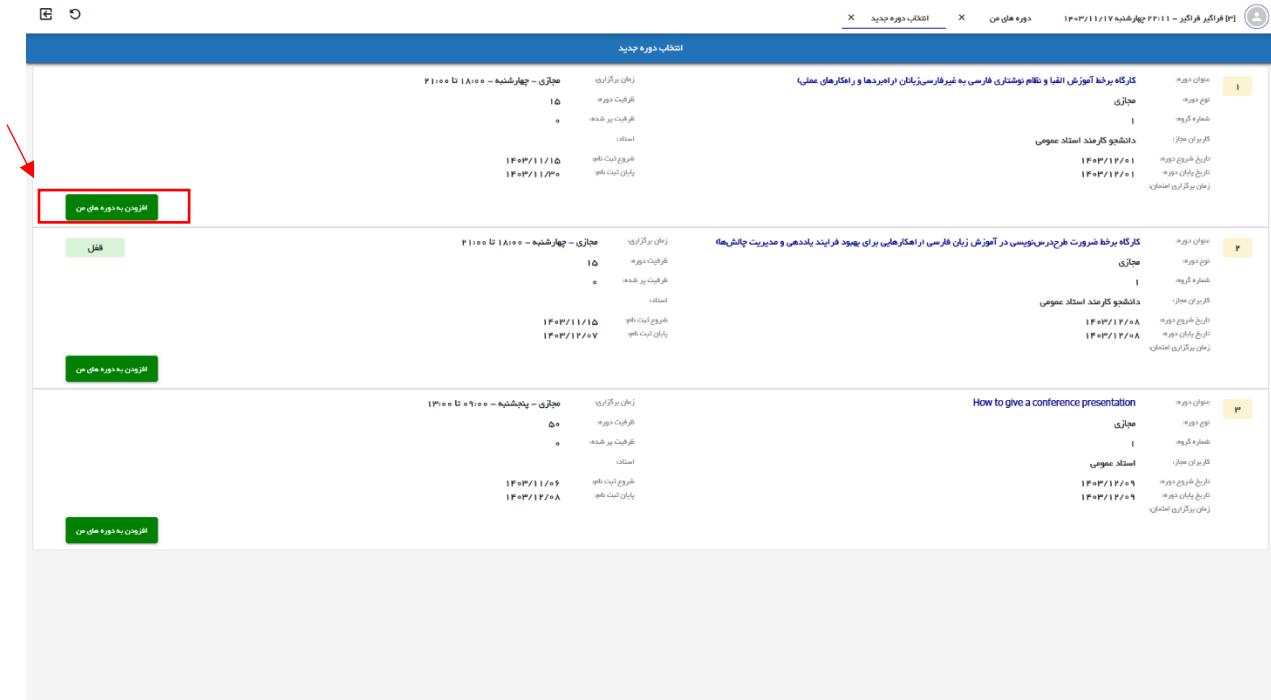 [۳] فراگیر فراگیر – ۲۲:۱۱ چهارشنبه ۱۴۰۳/۱۱/۱۷
دوره های من ✕ انتخاب دوره جدید ✕
انتخاب دوره جدید
۱
عنوان دوره: کارگاه برخط آموزش الفبا و نظام نوشتاری فارسی به غیرفارسی‌زبانان (راه‌بردها و راه‌کارهای عملی)
زمان برگزاری: مجازی – چهارشنبه – ۱۸:۰۰ تا ۲۱:۰۰
نوع دوره: مجازی
ظرفیت دوره: ۱۵
شماره گروه: ۱
ظرفیت پر شده: ۰
کاربران مجاز: دانشجو کارمند استاد عمومی
استاد:
تاریخ شروع دوره: ۱۴۰۳/۱۲/۰۱
شروع ثبت نام: ۱۴۰۳/۱۱/۱۵
تاریخ پایان دوره: ۱۴۰۳/۱۲/۰۱
پایان ثبت نام: ۱۴۰۳/۱۱/۳۰
زمان برگزاری امتحان:
افزودن به دوره های من
۲
عنوان دوره: کارگاه برخط ضرورت طرح‌درس‌نویسی در آموزش زبان فارسی (راهکارهایی برای بهبود فرایند یاددهی و مدیریت چالش‌ها)
زمان برگزاری: مجازی – چهارشنبه – ۱۸:۰۰ تا ۲۱:۰۰
قفل
نوع دوره: مجازی
ظرفیت دوره: ۱۵
شماره گروه: ۱
ظرفیت پر شده: ۰
کاربران مجاز: دانشجو کارمند استاد عمومی
استاد:
تاریخ شروع دوره: ۱۴۰۳/۱۲/۰۸
شروع ثبت نام: ۱۴۰۳/۱۱/۱۵
تاریخ پایان دوره: ۱۴۰۳/۱۲/۰۸
پایان ثبت نام: ۱۴۰۳/۱۲/۰۷
زمان برگزاری امتحان:
افزودن به دوره های من
۳
عنوان دوره: How to give a conference presentation
زمان برگزاری: مجازی – پنجشنبه – ۰۹:۰۰ تا ۱۳:۰۰
نوع دوره: مجازی
ظرفیت دوره: ۵۰
شماره گروه: ۱
ظرفیت پر شده: ۰
کاربران مجاز: استاد عمومی
استاد:
تاریخ شروع دوره: ۱۴۰۳/۱۲/۰۹
شروع ثبت نام: ۱۴۰۳/۱۱/۰۶
تاریخ پایان دوره: ۱۴۰۳/۱۲/۰۹
پایان ثبت نام: ۱۴۰۳/۱۲/۰۸
زمان برگزاری امتحان:
افزودن به دوره های من